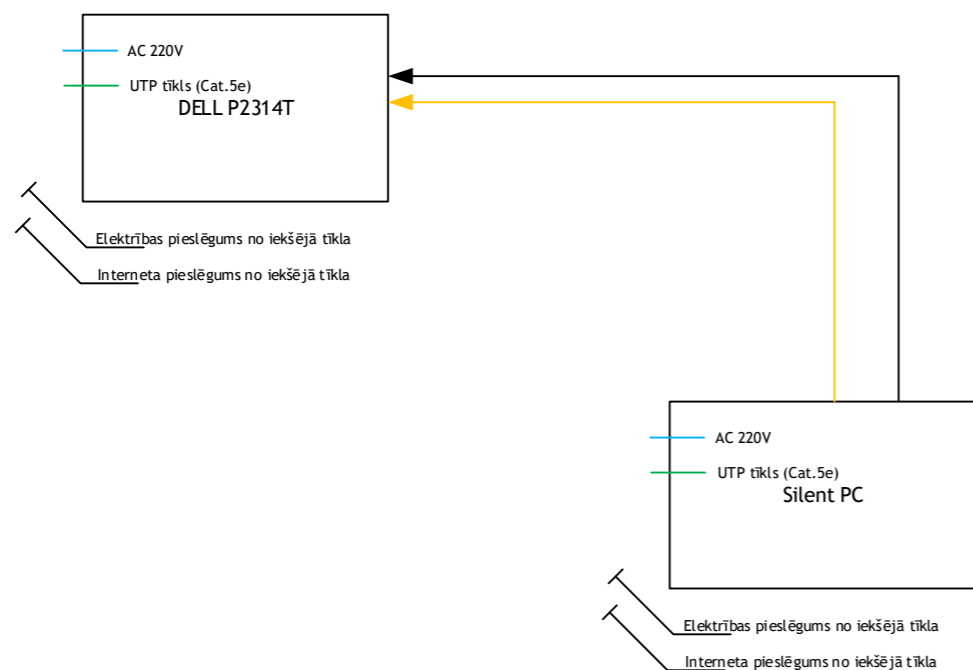 AC 220V
UTP tīkls (Cat.5e)
DELL P2314T
Elektrības pieslēgums no iekšējā tīkla
Interneta pieslēgums no iekšējā tīkla
AC 220V
UTP tīkls (Cat.5e)
Silent PC
Elektrības pieslēgums no iekšējā tīkla
Interneta pieslēgums no iekšējā tīkla